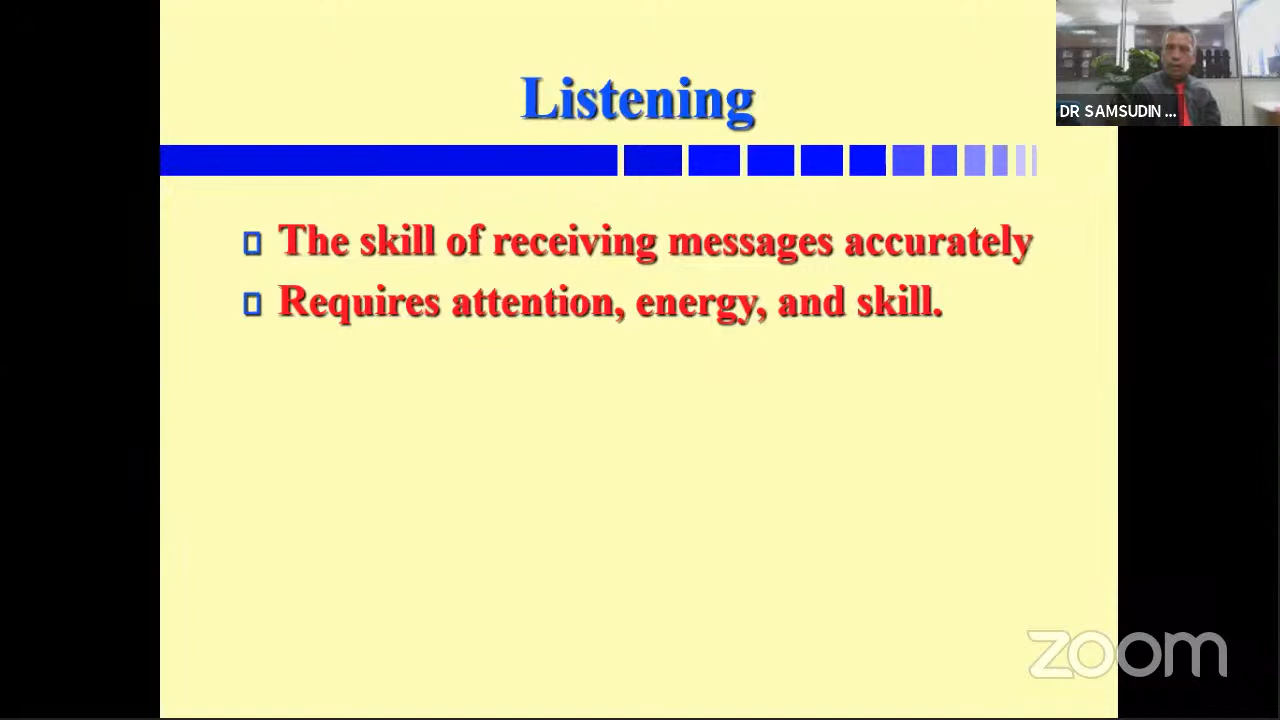 Listening
DR SAMSUDIN ...
The skill of receiving messages accurately
Requires attention, energy, and skill.
zoom